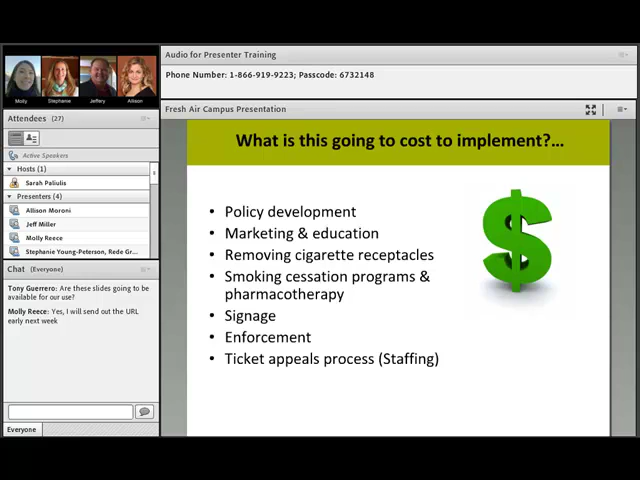 Molly
Stephanie
Jeffery
Allison
Attendees (27)
Active Speakers
Hosts (1)
Sarah Paliulis
Presenters (4)
Allison Moroni
Jeff Miller
Molly Reece
Stephanie Young-Peterson, Rede Gr...
Chat (Everyone)
Tony Guerrero: Are these slides going to
be available for our use?
Molly Reece: Yes, I will send out the URL
early next week
Everyone
Audio for Presenter Training
Phone Number: 1-866-919-9223; Passcode: 6732148
Fresh Air Campus Presentation
What is this going to cost to implement?...
• Policy development
• Marketing & education
• Removing cigarette receptacles
• Smoking cessation programs &
pharmacotherapy
• Signage
• Enforcement
• Ticket appeals process (Staffing)